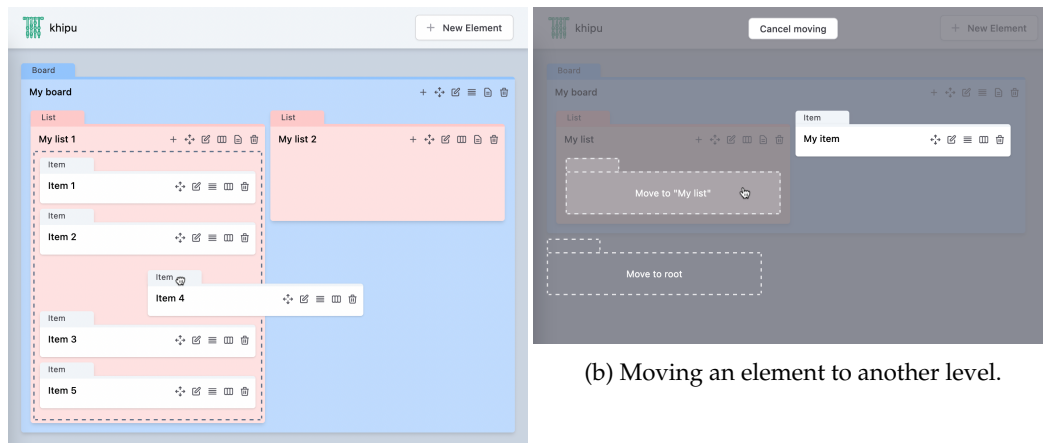 khipu
+ New Element
Board
My board
List
My list 1
Item
Item 1
Item
Item 2
Item
Item 4
Item
Item 3
Item
Item 5
List
My list 2
khipu
Cancel moving
+ New Element
Board
My board
List
My list
Move to "My list"
Item
My item
Move to root
(b) Moving an element to another level.